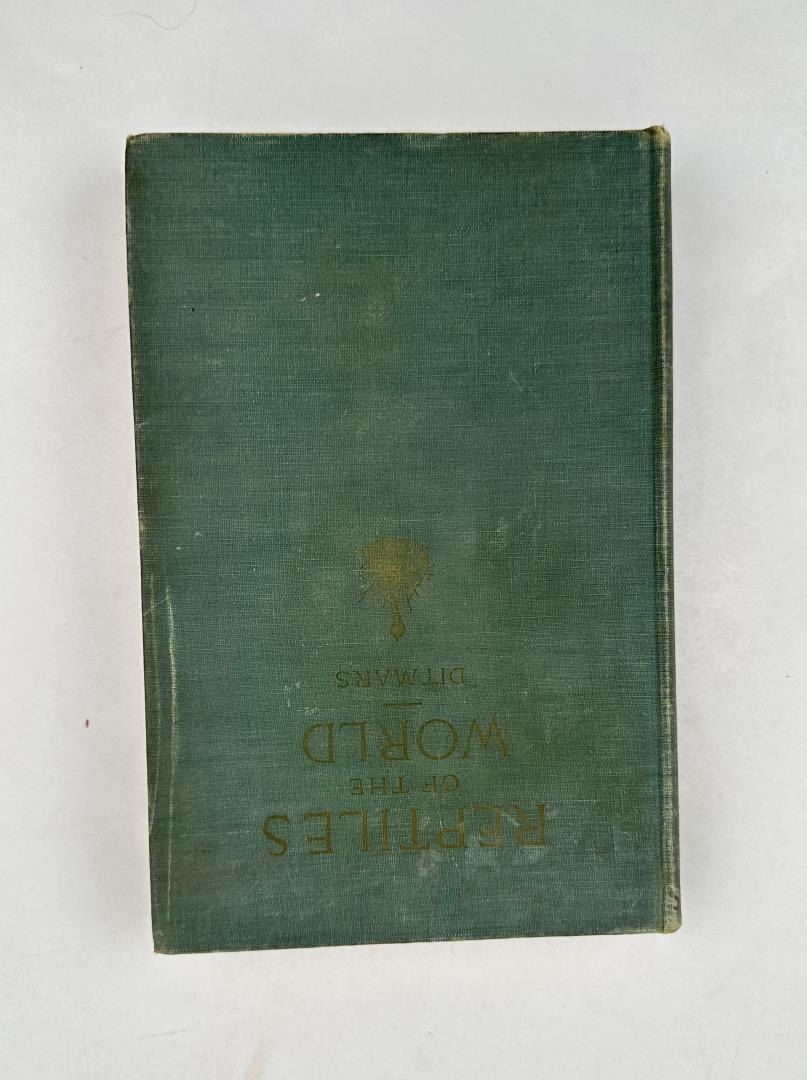 REPTILES
OF THE
WORLD
DITMARS